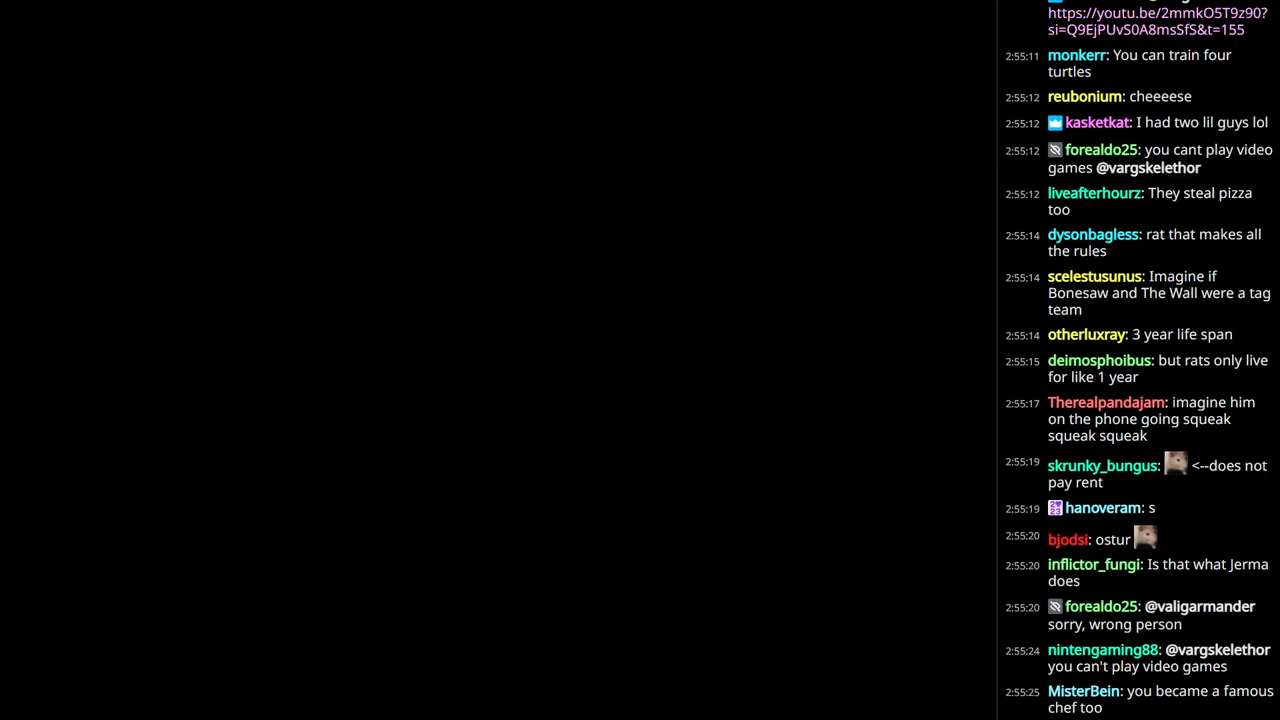 https://youtu.be/2mmkO5T9z90?
si=Q9EjPUvS0A8msSfS&t=155
2:55:11 monkerr: You can train four
turtles
2:55:12 reubonium: cheeeese
2:55:12 kasketkat: I had two lil guys lol
2:55:12 forealdo25: you cant play video
games @vargskelethor
2:55:12 liveafterhourz: They steal pizza
too
2:55:14 dysonbagless: rat that makes all
the rules
2:55:14 scelestusunus: Imagine if
Bonesaw and The Wall were a tag
team
2:55:14 otherluxray: 3 year life span
2:55:15 deimosphoibus: but rats only live
for like 1 year
2:55:17 Therealpandajam: imagine him
on the phone going squeak
squeak squeak
2:55:19 skrunky_bungus: <--does not
pay rent
2:55:19 hanoveram: s
2:55:20 bjodsi: ostur
2:55:20 inflictor_fungi: Is that what Jerma
does
2:55:20 forealdo25: @valigarmander
sorry, wrong person
2:55:24 nintengaming88: @vargskelethor
you can't play video games
2:55:25 MisterBein: you became a famous
chef too